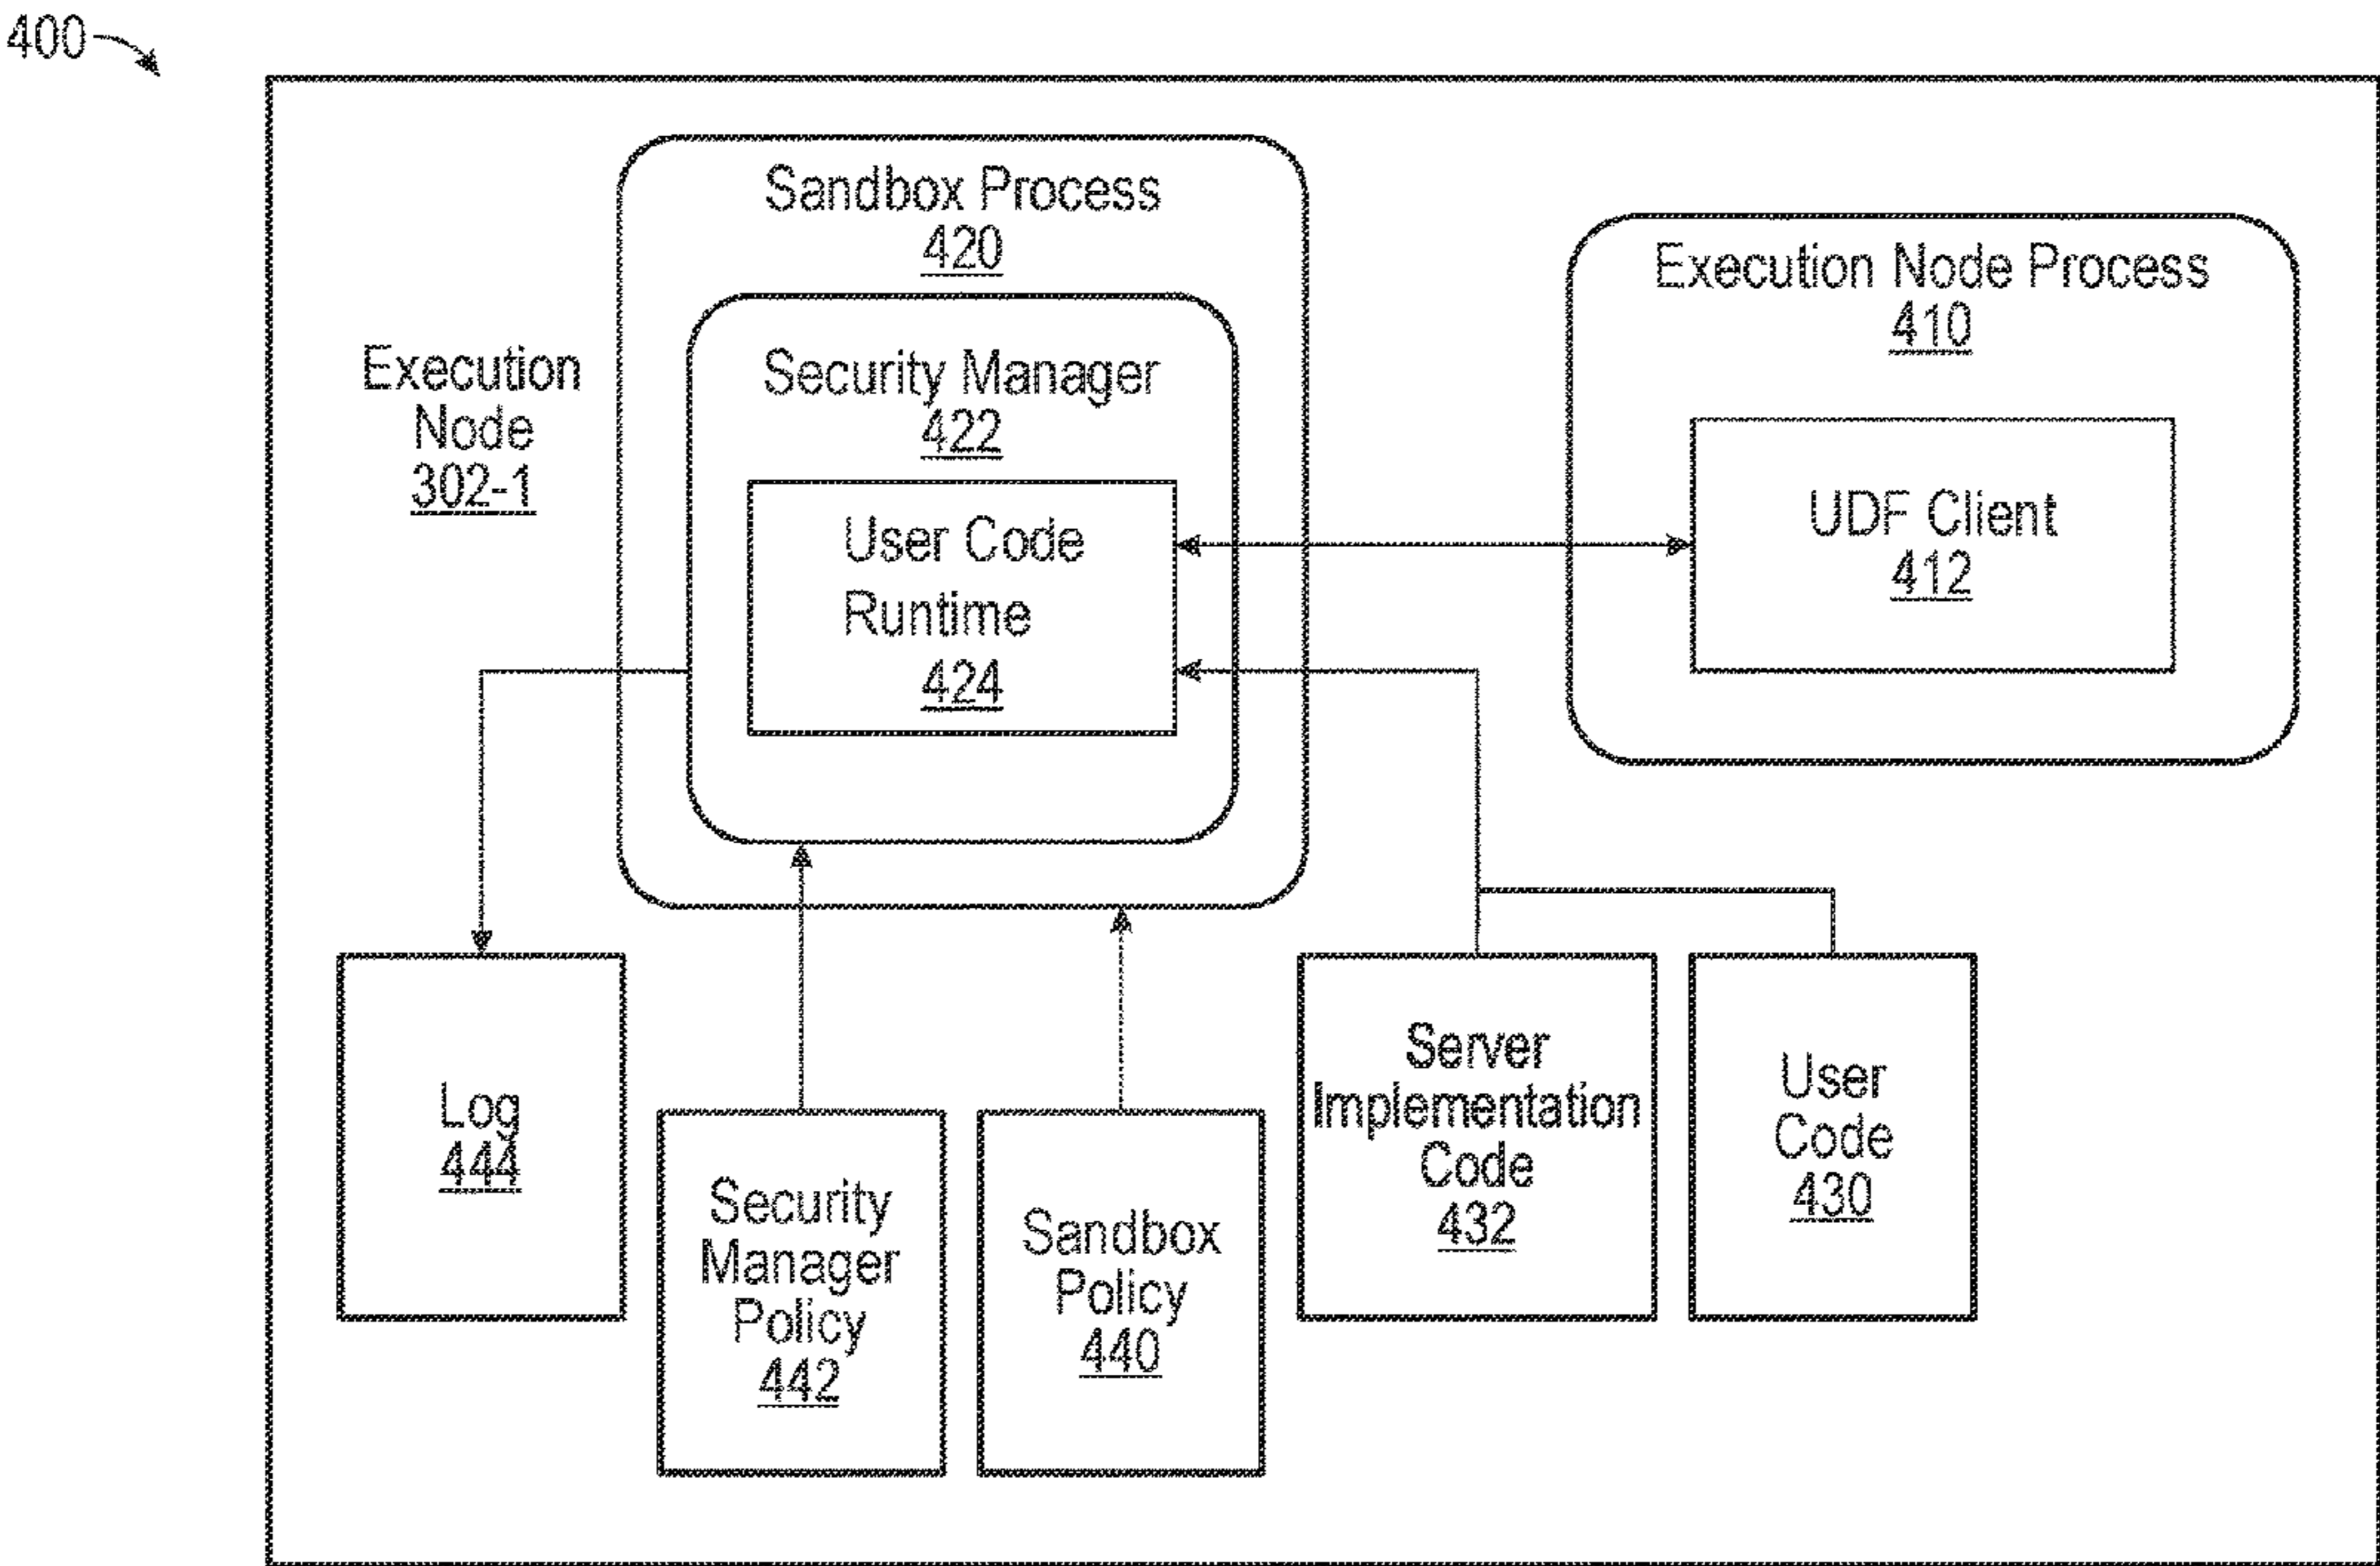 400
Sandbox Process
420
Execution Node Process
410
Execution
Node
302-1
Security Manager
422
User Code
Runtime
424
UDF Client
412
Log
444
Security
Manager
Policy
442
Sandbox
Policy
440
Server
Implementation
Code
432
User
Code
430